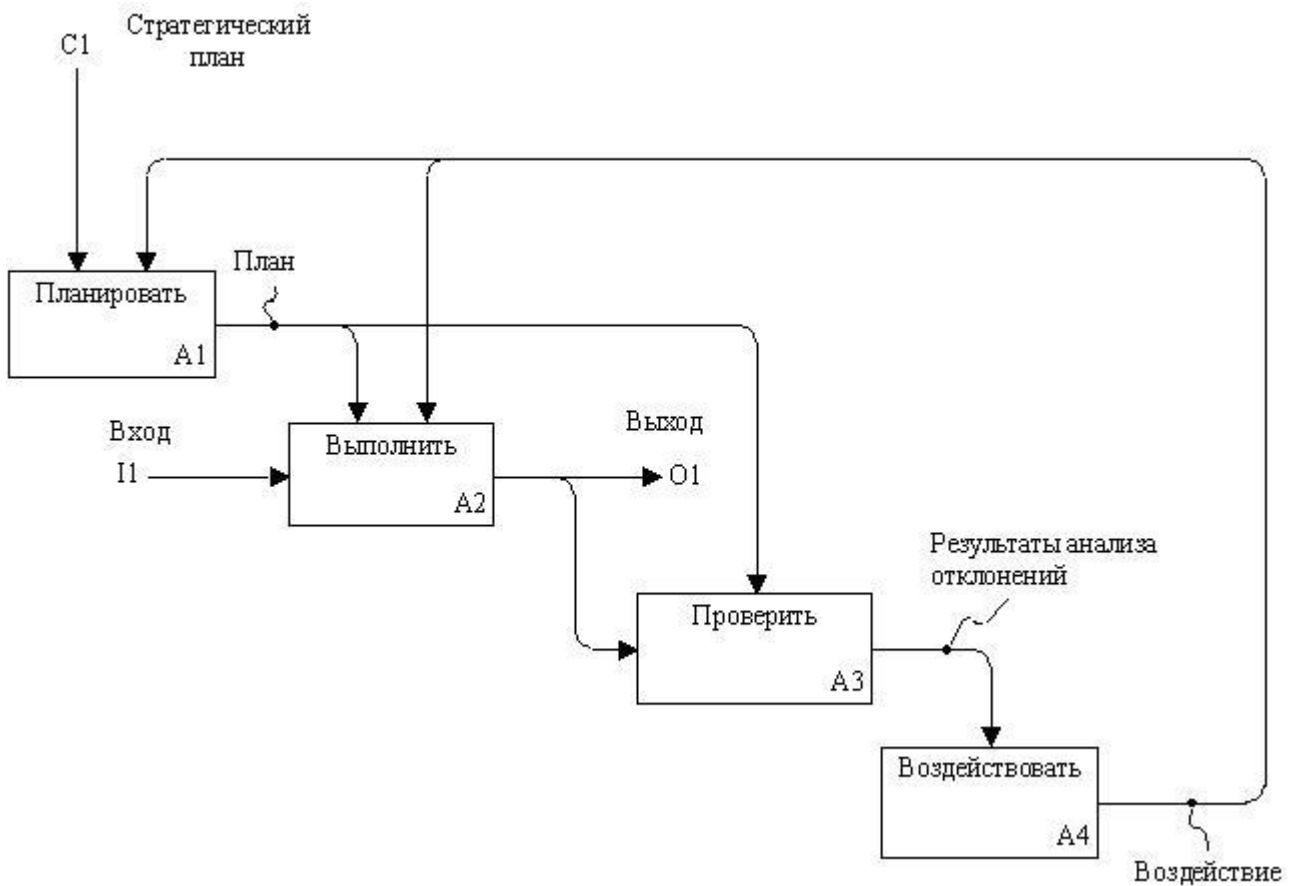 Стратегический
план
C1
План
Планировать
A1
Вход
I1
Выполнить
A2
Выход
O1
Результаты анализа
отклонений
Проверить
A3
Воздействовать
A4
Воздействие